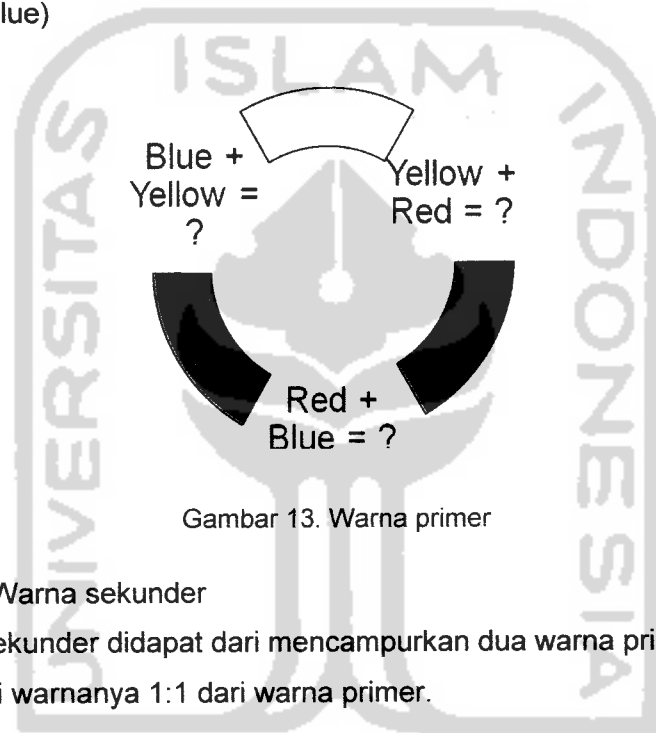 lue)
ISLAM
UNIVERSITAS
INDONESIA
Blue +
Yellow =
?
Yellow +
Red = ?
Red +
Blue = ?
Gambar 13. Warna primer
Warna sekunder
ekunder didapat dari mencampurkan dua warna pri
i warnanya 1:1 dari warna primer.